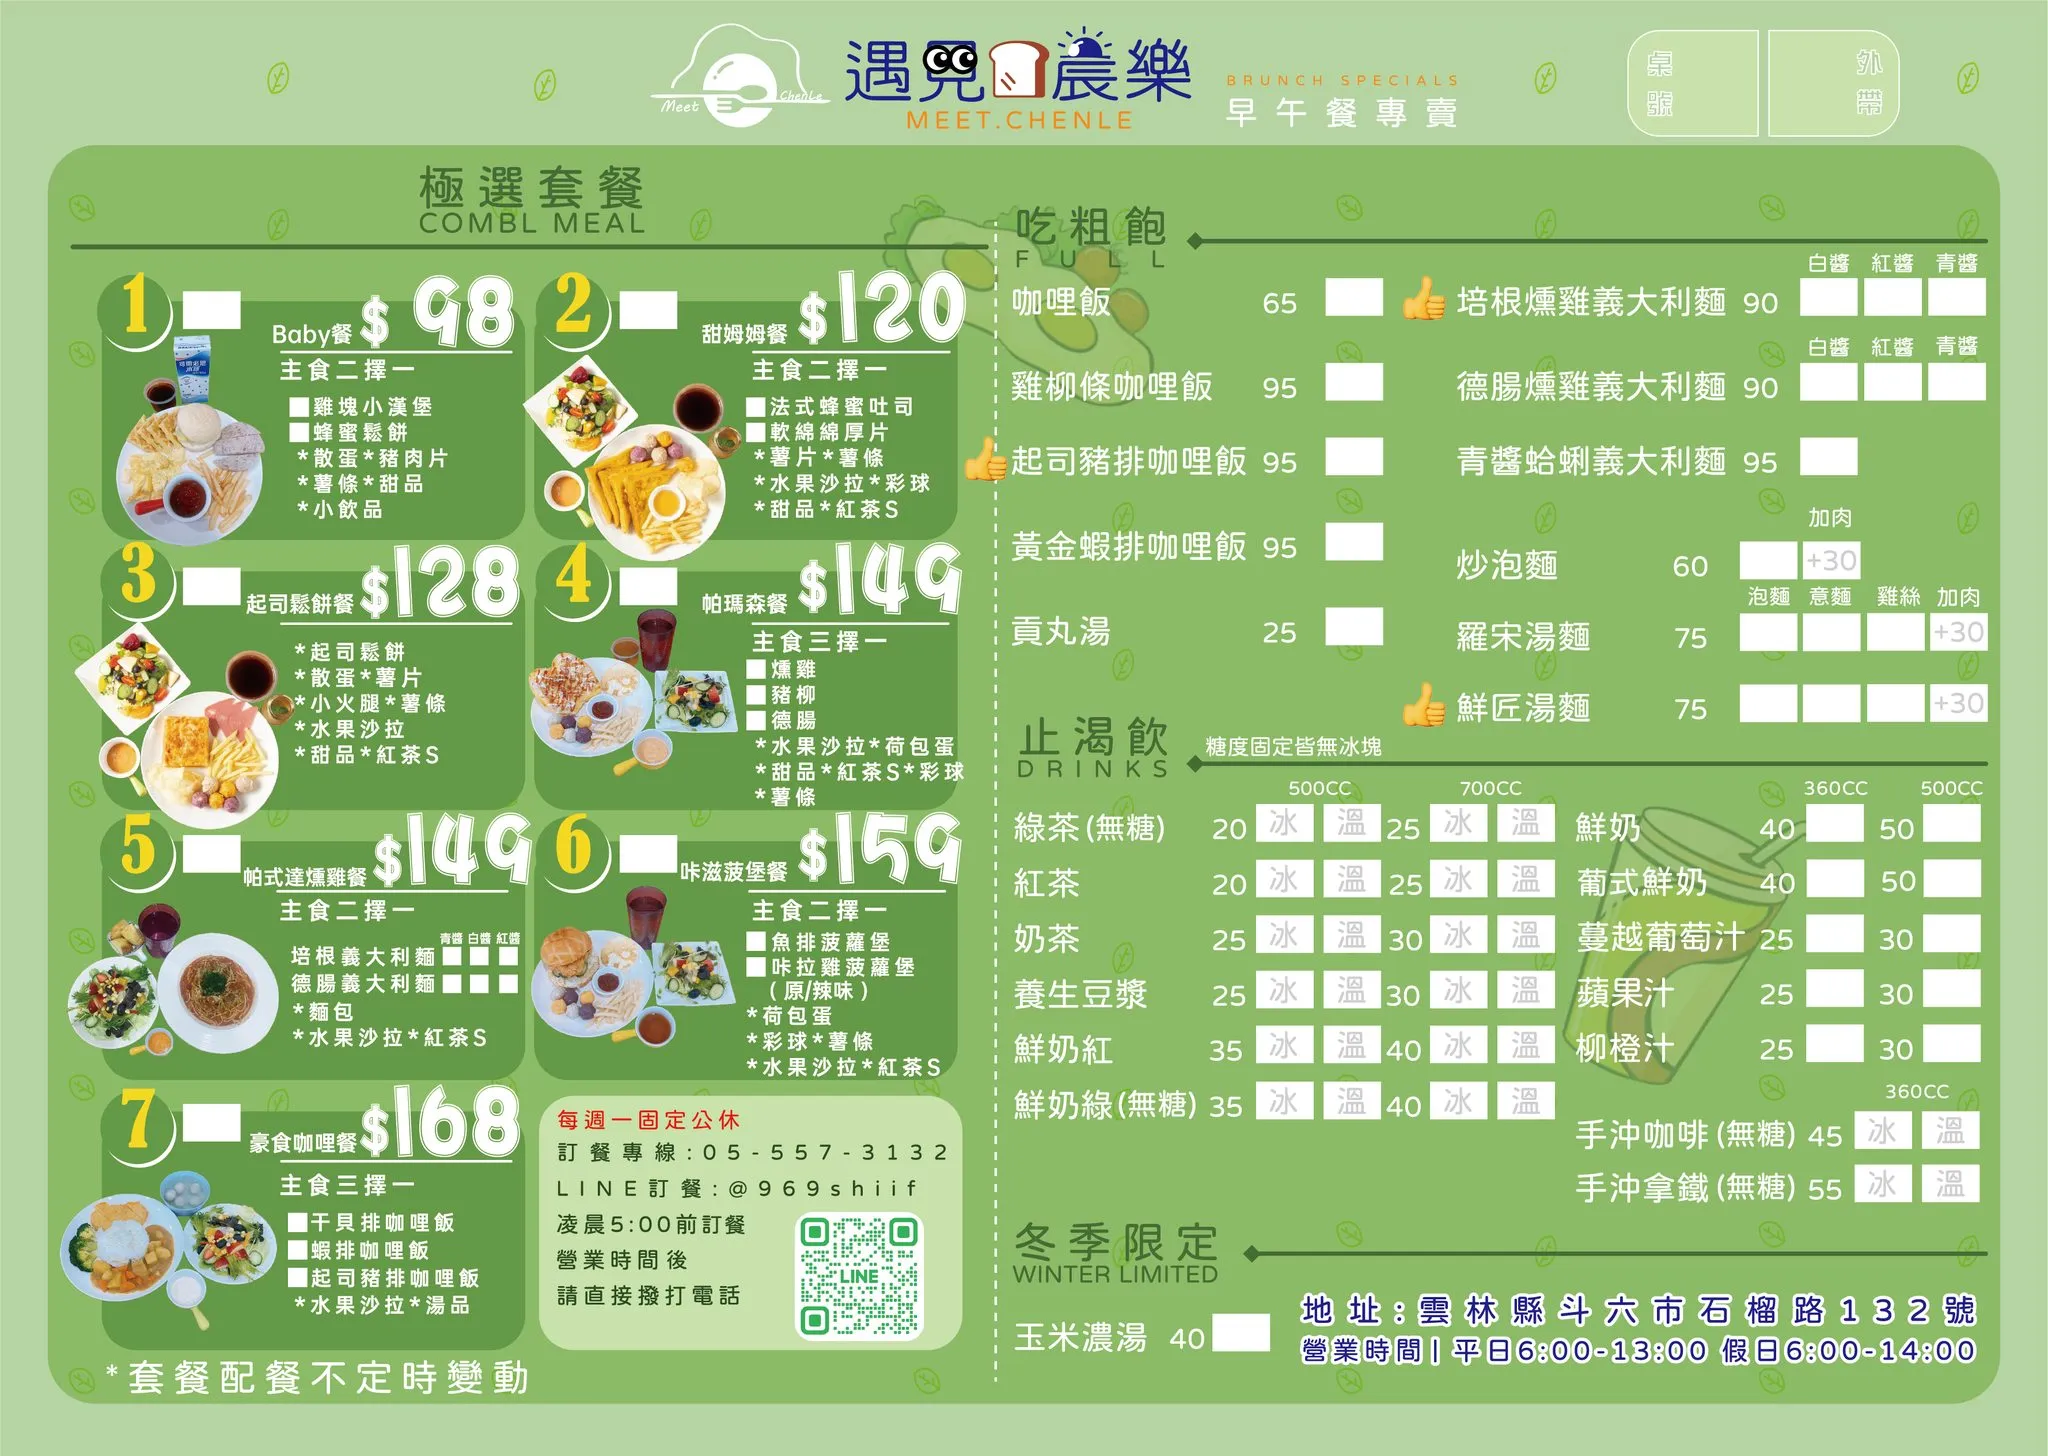 Meet ChenLe
遇見晨樂
MEET.CHENLE
BRUNCH SPECIALS
早午餐專賣
桌號
外帶
極選套餐
COMBL MEAL
1
Baby餐 $98
主食二擇一
雞塊小漢堡
蜂蜜鬆餅
*散蛋*豬肉片
*薯條*甜品
*小飲品
2
甜姆姆餐 $120
主食二擇一
法式蜂蜜吐司
軟綿綿厚片
*薯片*薯條
*水果沙拉*彩球
*甜品*紅茶S
3
起司鬆餅餐 $128
*起司鬆餅
*散蛋*薯片
*小火腿*薯條
*水果沙拉
*甜品*紅茶S
4
帕瑪森餐 $149
主食三擇一
燻雞
豬柳
德腸
*水果沙拉*荷包蛋
*甜品*紅茶S*彩球
*薯條
5
帕式達燻雞餐 $149
主食二擇一
青醬 白醬 紅醬
培根義大利麵
德腸義大利麵
*麵包
*水果沙拉*紅茶S
6
咔滋菠堡餐 $159
主食二擇一
魚排菠蘿堡
咔拉雞菠蘿堡
(原/辣味)
*荷包蛋
*彩球*薯條
*水果沙拉*紅茶S
7
豪食咖哩餐 $168
主食三擇一
干貝排咖哩飯
蝦排咖哩飯
起司豬排咖哩飯
*水果沙拉*湯品
每週一固定公休
訂餐專線:05-557-3132
LINE訂餐:@969shiif
凌晨5:00前訂餐
營業時間後
請直接撥打電話
LINE
*套餐配餐不定時變動
吃粗飽
FULL
咖哩飯 65
雞柳條咖哩飯 95
起司豬排咖哩飯 95
黃金蝦排咖哩飯 95
貢丸湯 25
白醬 紅醬 青醬
培根燻雞義大利麵 90
白醬 紅醬 青醬
德腸燻雞義大利麵 90
青醬蛤蜊義大利麵 95
加肉
炒泡麵 60 +30
泡麵 意麵 雞絲 加肉
羅宋湯麵 75 +30
鮮匠湯麵 75 +30
止渴飲
DRINKS
糖度固定皆無冰塊
500CC 700CC
綠茶(無糖) 20 冰 溫 25 冰 溫
紅茶 20 冰 溫 25 冰 溫
奶茶 25 冰 溫 30 冰 溫
養生豆漿 25 冰 溫 30 冰 溫
鮮奶紅 35 冰 溫 40 冰 溫
鮮奶綠(無糖) 35 冰 溫 40 冰 溫
360CC 500CC
鮮奶 40 50
葡式鮮奶 40 50
蔓越葡萄汁 25 30
蘋果汁 25 30
柳橙汁 25 30
360CC
手沖咖啡(無糖) 45 冰 溫
手沖拿鐵(無糖) 55 冰 溫
冬季限定
WINTER LIMITED
玉米濃湯 40
地址:雲林縣斗六市石榴路132號
營業時間| 平日6:00-13:00 假日6:00-14:00